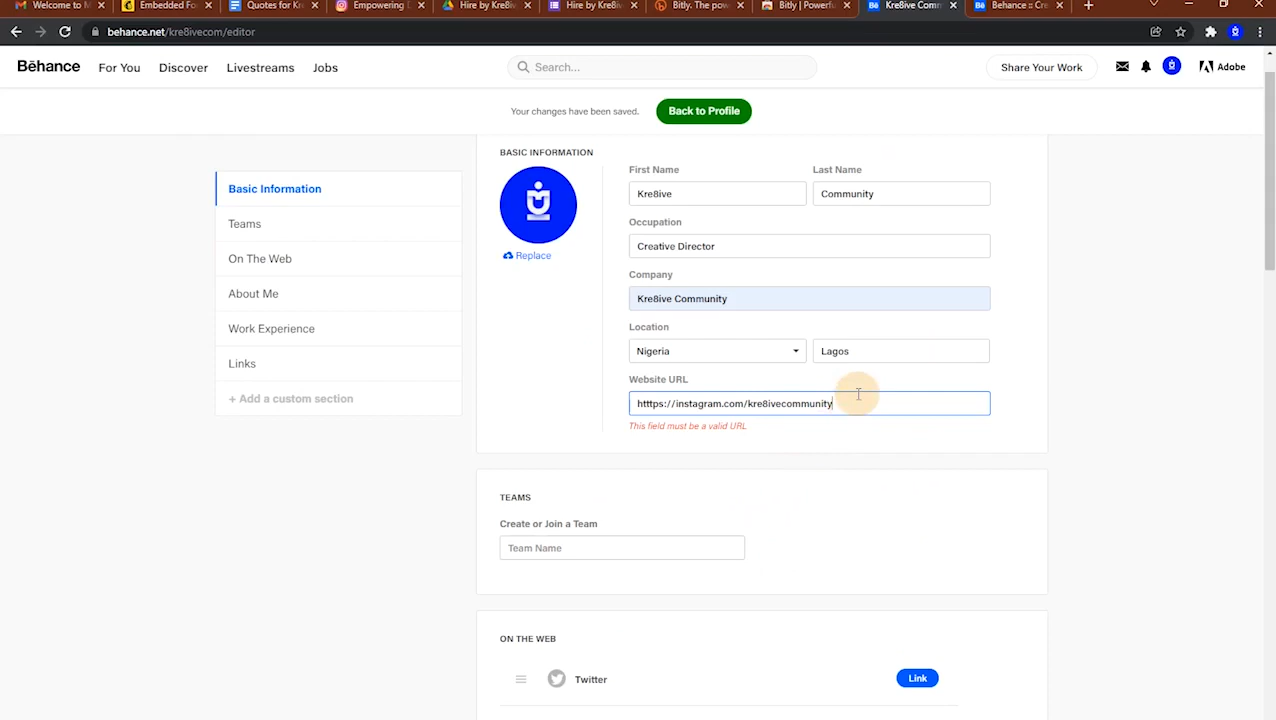 Welcome to M
Embedded Fo
Quotes for Kr
Instagram
Empowering D
Hire by Kre8iv
Hire by Kre8iv
Bitly. The pow
Bitly | Powerful
Kre8ive Comm
Behance :: Cre
behance.net/kre8ivecom/editor
Bēhance For You Discover Livestreams Jobs Search... Share Your Work Adobe
Your changes have been saved. Back to Profile
BASIC INFORMATION
Replace
First Name Last Name
Kre8ive Community
Occupation
Creative Director
Company
Kre8ive Community
Location
Nigeria Lagos
Website URL
htttps://instagram.com/kre8ivecommunity
This field must be a valid URL
Basic Information
Teams
On The Web
About Me
Work Experience
Links
+ Add a custom section
TEAMS
Create or Join a Team
Team Name
ON THE WEB
Twitter Link